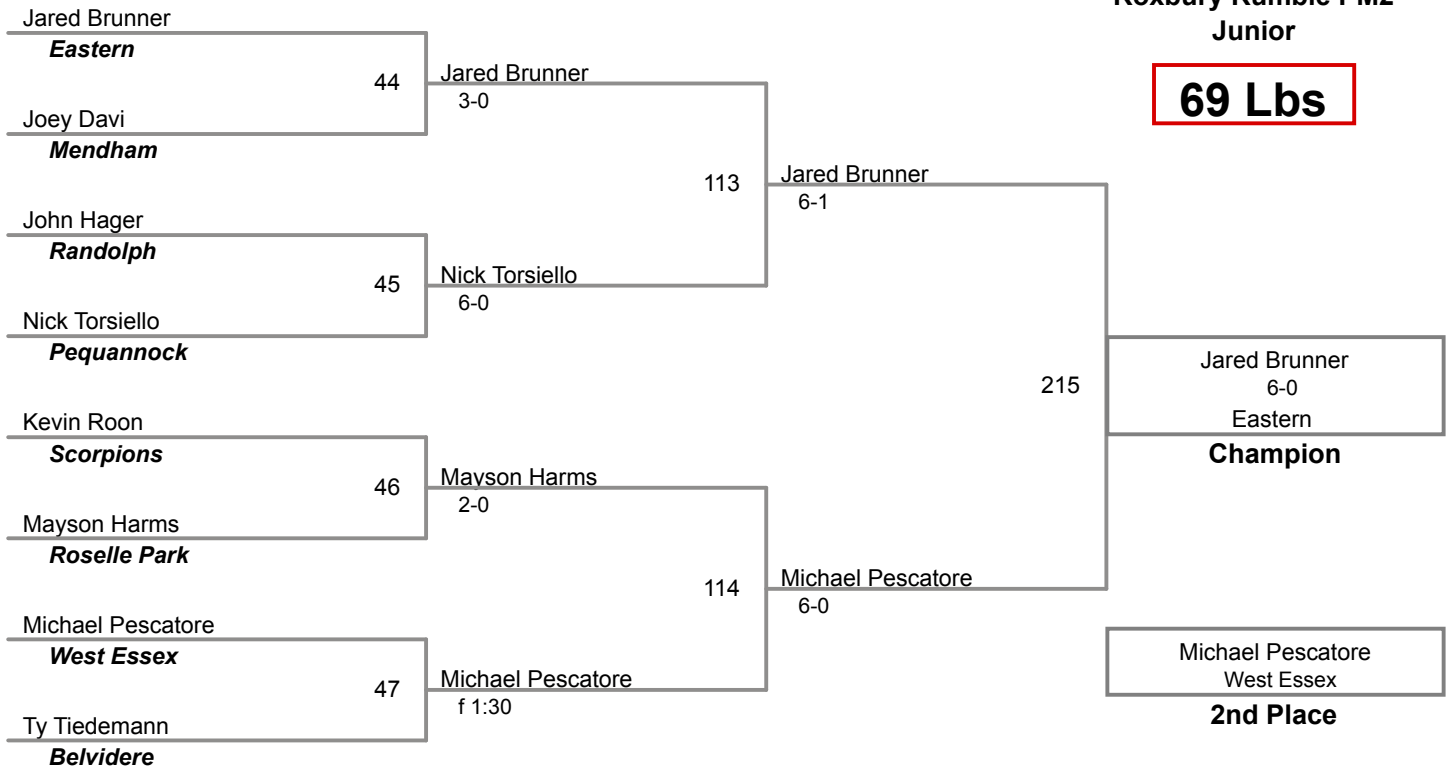 Roxbury Rumble PM2
Junior
69 Lbs
Jared Brunner
Eastern
44
Jared Brunner
3-0
Joey Davi
Mendham
113
Jared Brunner
6-1
John Hager
Randolph
45
Nick Torsiello
6-0
Nick Torsiello
Pequannock
215
Jared Brunner
6-0
Eastern
Champion
Kevin Roon
Scorpions
46
Mayson Harms
2-0
Mayson Harms
Roselle Park
114
Michael Pescatore
6-0
Michael Pescatore
West Essex
47
Michael Pescatore
f 1:30
Ty Tiedemann
Belvidere
Michael Pescatore
West Essex
2nd Place